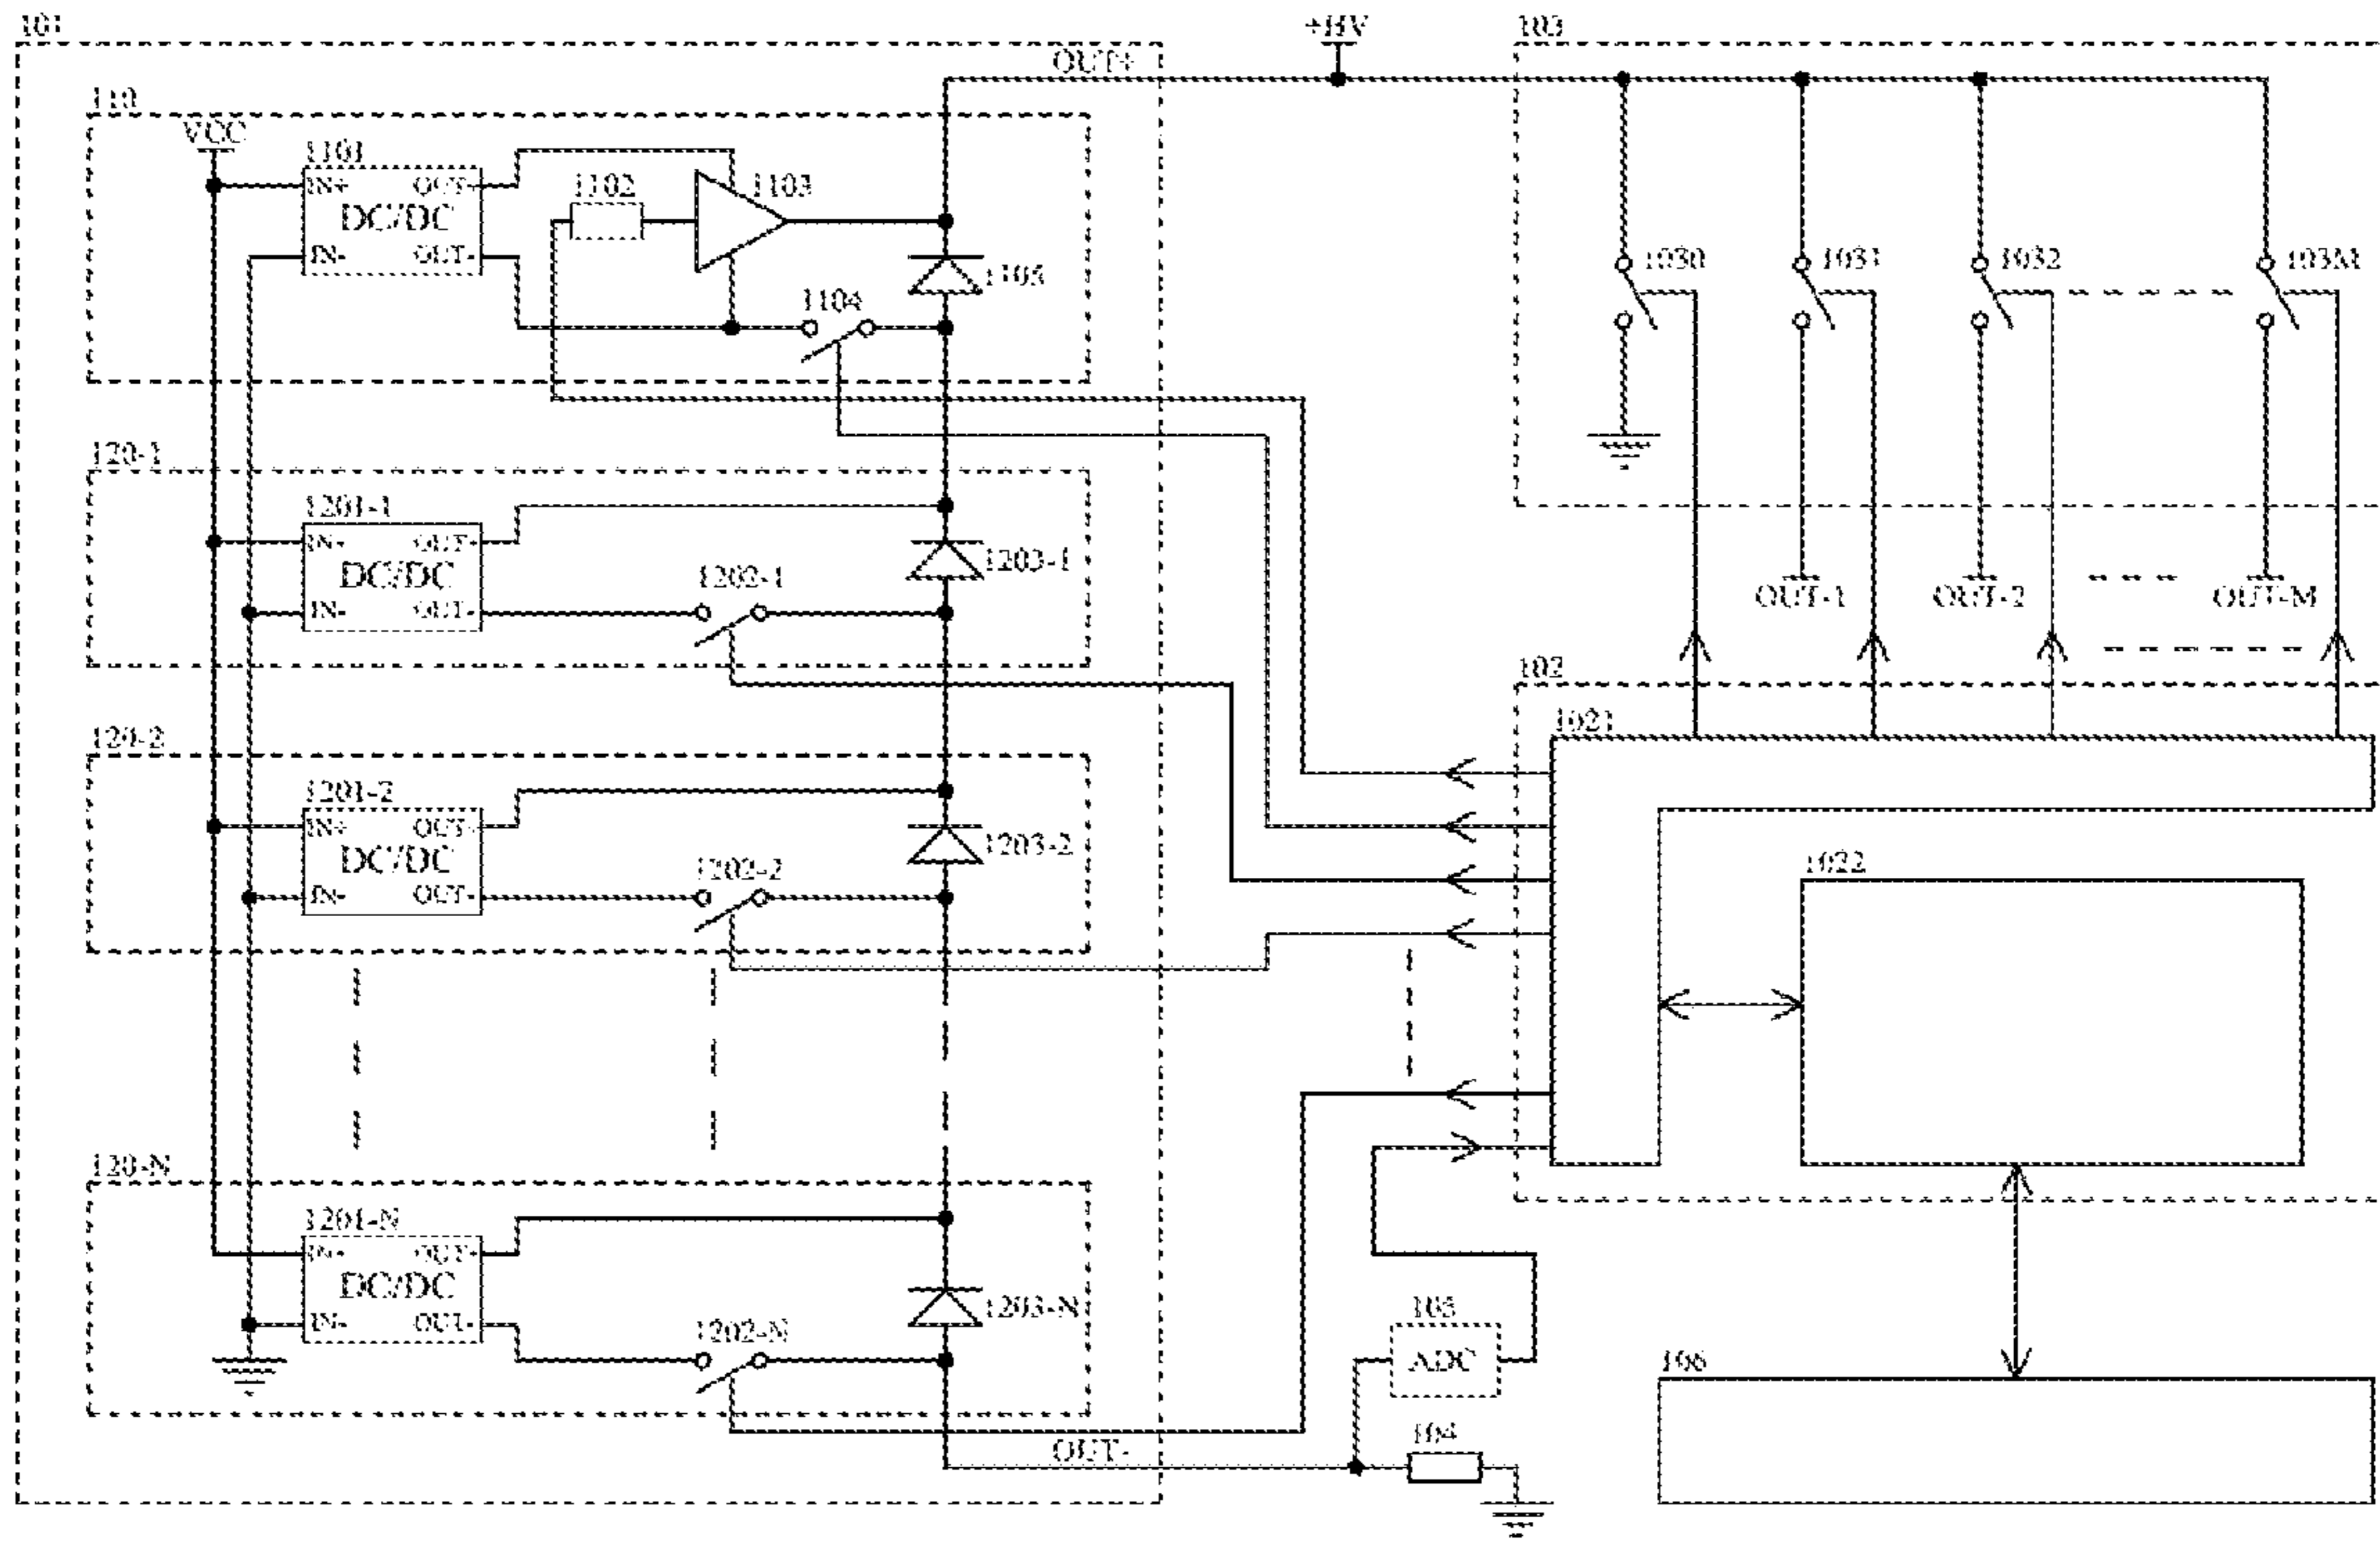 101
+HV
103
OUT+
110
VCC
1101
IN+ OUT+
DC/DC
IN- OUT-
1102
1103
1104
1105
1030
1031
1032
103M
120-1
1201-1
IN+ OUT+
DC/DC
IN- OUT-
1202-1
1203-1
OUT-1
OUT-2
OUT-M
102
1021
120-2
1201-2
IN+ OUT+
DC/DC
IN- OUT-
1202-2
1203-2
1022
120-N
1201-N
IN+ OUT+
DC/DC
IN- OUT-
1202-N
1203-N
105
ADC
106
104
OUT-